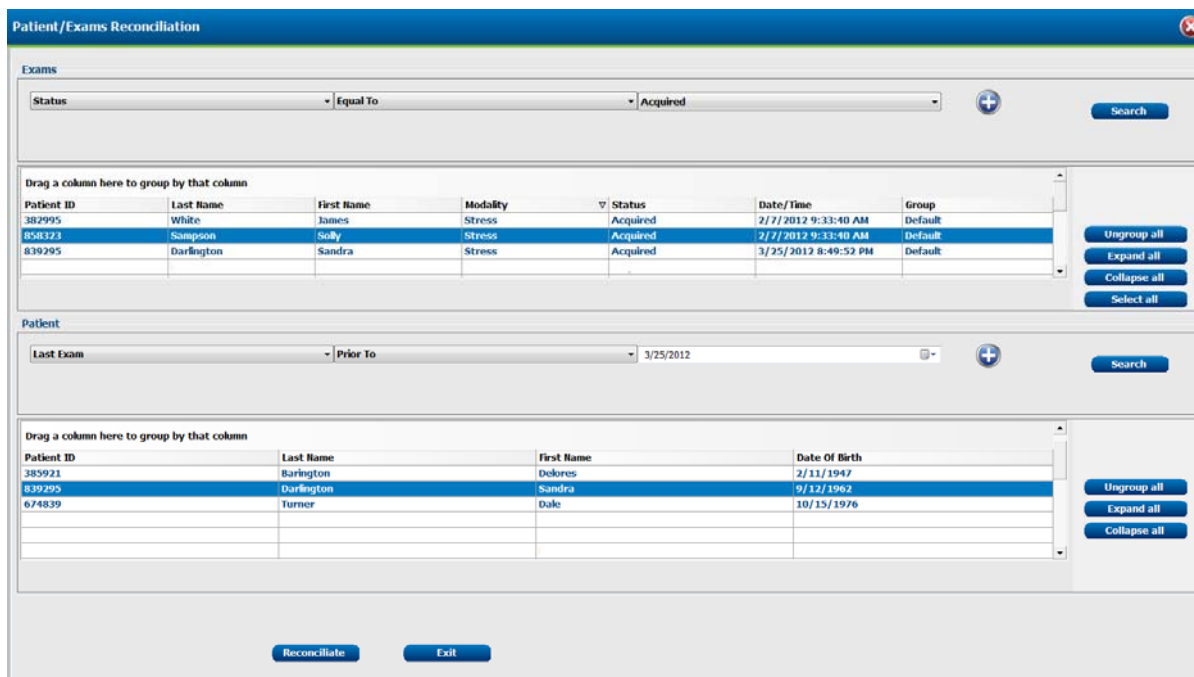 Patient/Exams Reconciliation
Exams
Status Equal To Acquired
Search
Drag a column here to group by that column
Patient ID Last Name First Name Modality Status Date/Time Group
382995 White James Stress Acquired 2/7/2012 9:33:40 AM Default
858323 Sampson Solly Stress Acquired 2/7/2012 9:33:40 AM Default
839295 Darlington Sandra Stress Acquired 3/25/2012 8:49:52 PM Default
Ungroup all
Expand all
Collapse all
Select all
Patient
Last Exam Prior To 3/25/2012
Search
Drag a column here to group by that column
Patient ID Last Name First Name Date Of Birth
385921 Barington Delores 2/11/1947
839295 Darlington Sandra 9/12/1962
674839 Turner Dale 10/15/1976
Ungroup all
Expand all
Collapse all
Reconciliate Exit